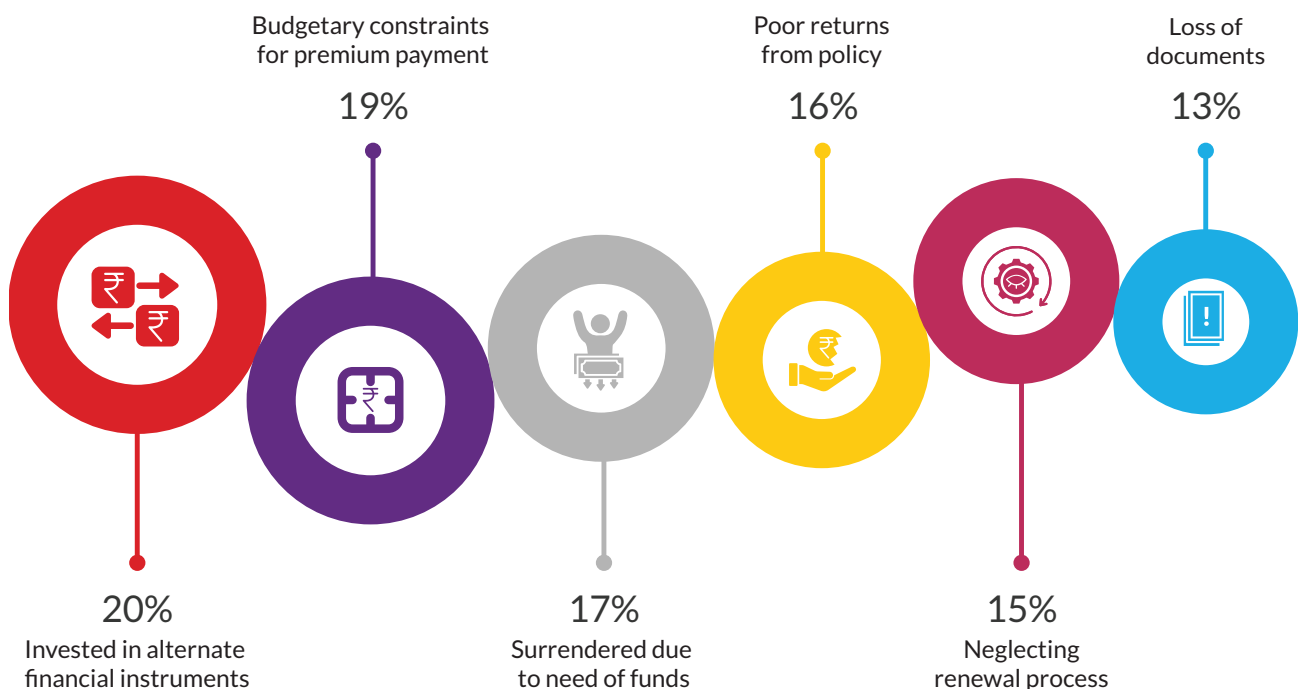 Budgetary constraints
for premium payment
19%
Poor returns
from policy
16%
Loss of
documents
13%
₹
₹
₹
₹
!
20%
Invested in alternate
financial instruments
17%
Surrendered due
to need of funds
15%
Neglecting
renewal process